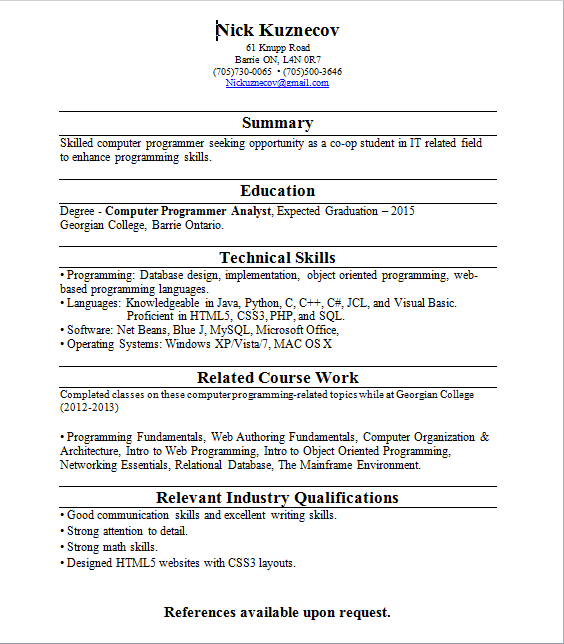 Nick Kuznecov
61 Knupp Road
Barrie ON, L4N 0R7
(705)730-0065 • (705)500-3646
Nickuznecov@gmail.com
Summary
Skilled computer programmer seeking opportunity as a co-op student in IT related field
to enhance programming skills.
Education
Degree - Computer Programmer Analyst, Expected Graduation – 2015
Georgian College, Barrie Ontario.
Technical Skills
• Programming: Database design, implementation, object oriented programming, web-
based programming languages.
• Languages: Knowledgeable in Java, Python, C, C++, C#, JCL, and Visual Basic.
Proficient in HTML5, CSS3, PHP, and SQL.
• Software: Net Beans, Blue J, MySQL, Microsoft Office,
• Operating Systems: Windows XP/Vista/7, MAC OS X
Related Course Work
Completed classes on these computer programming-related topics while at Georgian College
(2012-2013)
• Programming Fundamentals, Web Authoring Fundamentals, Computer Organization &
Architecture, Intro to Web Programming, Intro to Object Oriented Programming,
Networking Essentials, Relational Database, The Mainframe Environment.
Relevant Industry Qualifications
• Good communication skills and excellent writing skills.
• Strong attention to detail.
• Strong math skills.
• Designed HTML5 websites with CSS3 layouts.
References available upon request.